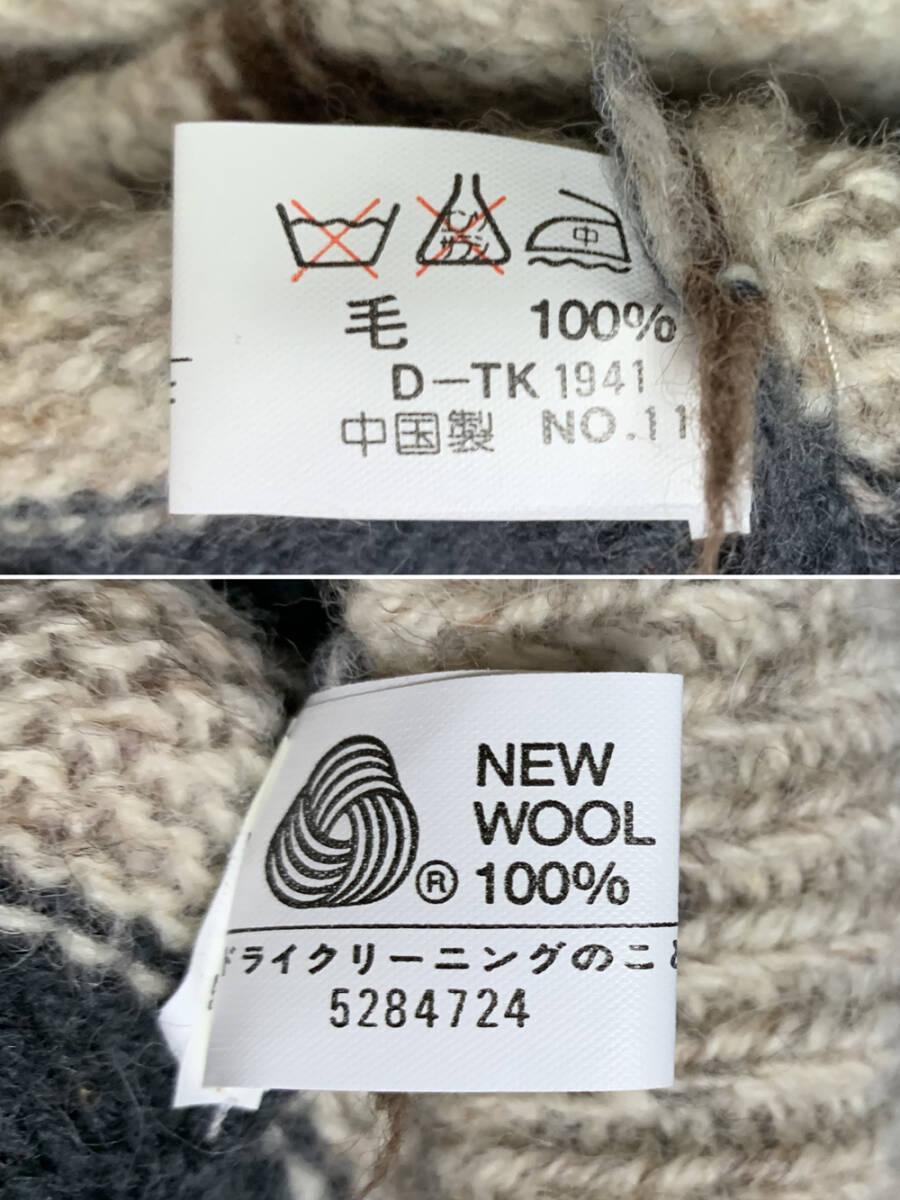 エンソ
サラシ
中
毛 100%
D-TK 1941
中国製 NO.11
NEW
WOOL
® 100%
ドライクリーニングのこと
5284724